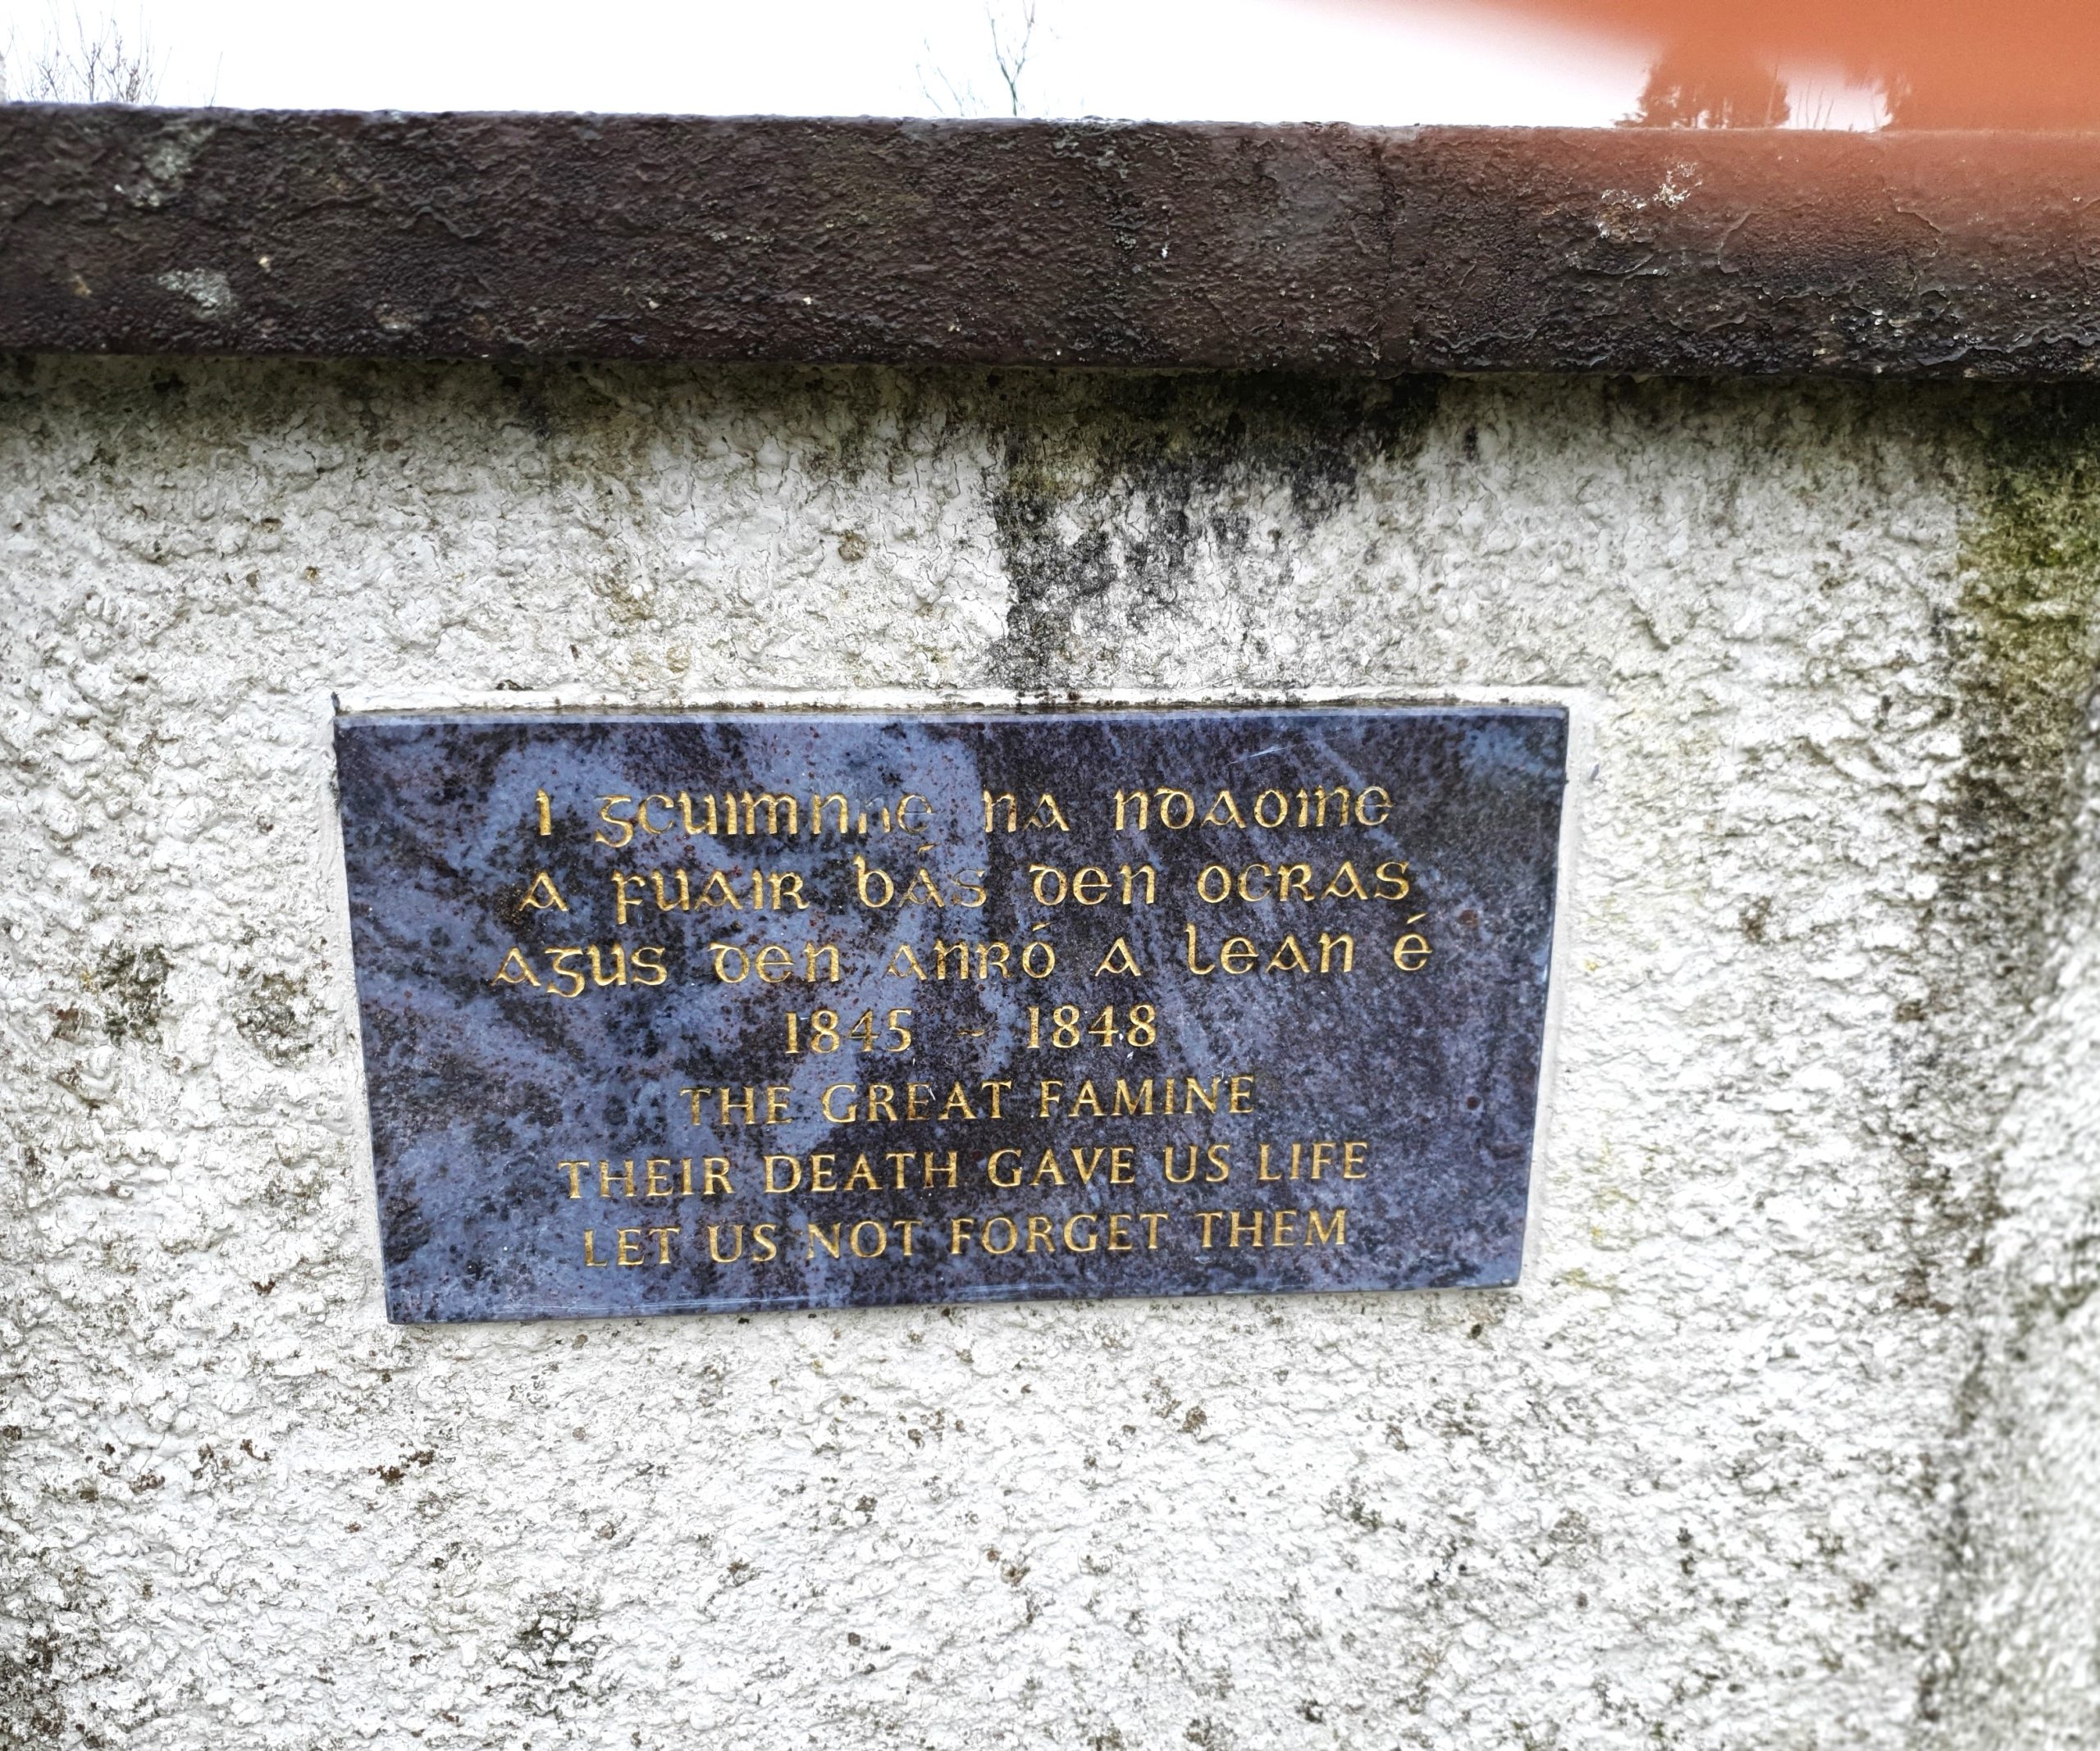 I gcuimnne na ndaoine
a fuair bás den ocras
agus den anró a lean é
1845 - 1848
THE GREAT FAMINE
THEIR DEATH GAVE US LIFE
LET US NOT FORGET THEM